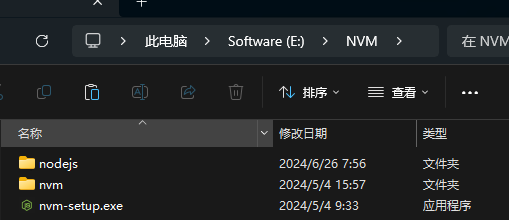 此电脑 > Software (E:) > NVM > 在 NVM
排序 查看
名称 修改日期 类型
nodejs 2024/6/26 7:56 文件夹
nvm 2024/5/4 15:57 文件夹
nvm-setup.exe 2024/5/4 9:33 应用程序